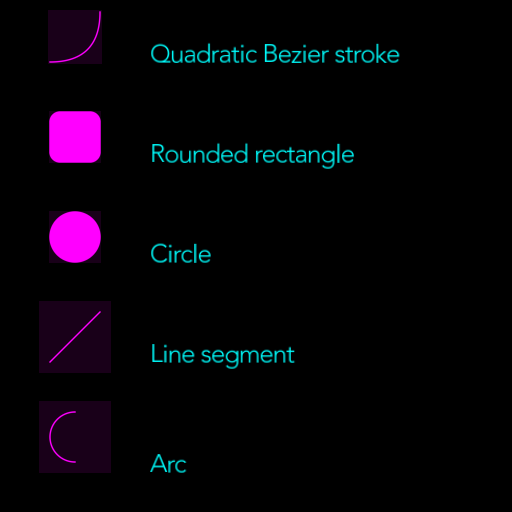 Quadratic Bezier stroke
Rounded rectangle
Circle
Line segment
Arc